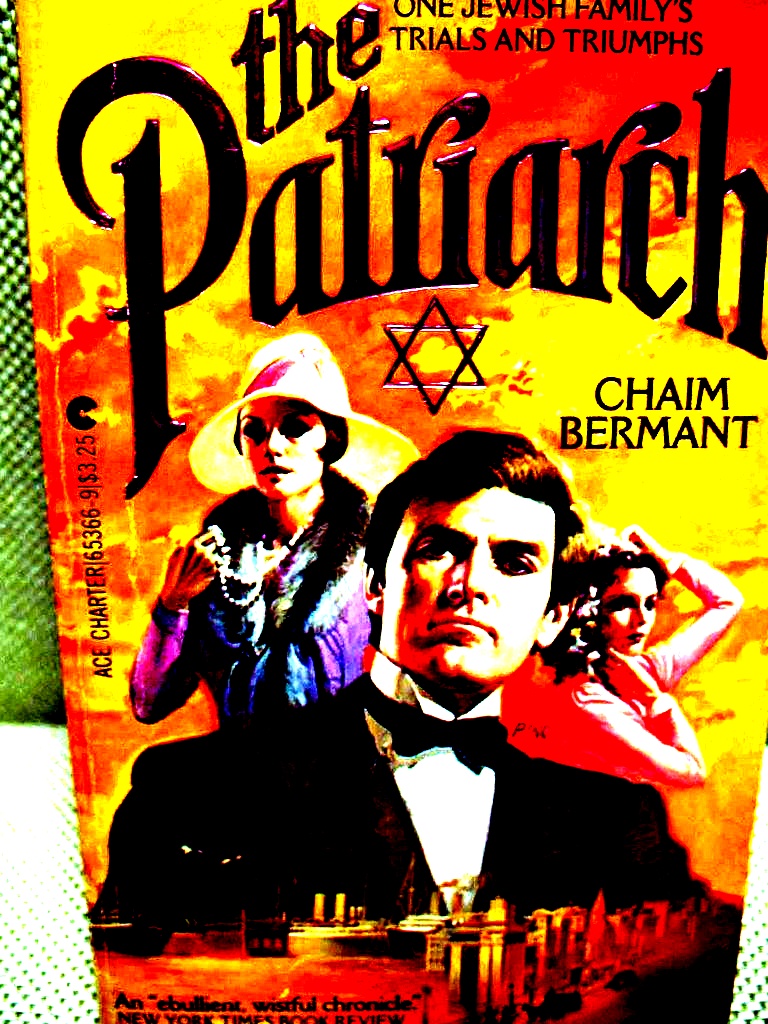 ONE JEWISH FAMILY'S
TRIALS AND TRIUMPHS
the
Patriarch
CHAIM
BERMANT
ACE CHARTER|65366-9|$3.25
An "ebullient, wistful chronicle."
NEW YORK TIMES BOOK REVIEW